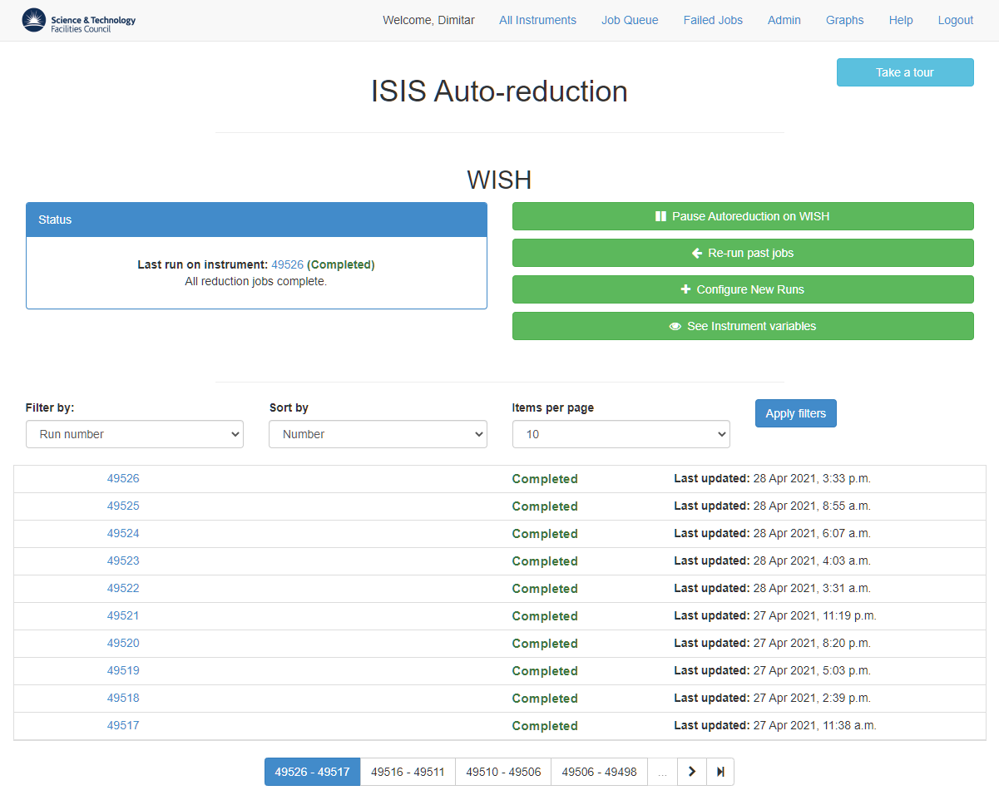 Science & Technology
Facilities Council
Welcome, Dimitar All Instruments Job Queue Failed Jobs Admin Graphs Help Logout
Take a tour
ISIS Auto-reduction
WISH
Status
Last run on instrument: 49526 (Completed)
All reduction jobs complete.
Pause Autoreduction on WISH
Re-run past jobs
Configure New Runs
See Instrument variables
Filter by: Sort by Items per page
Run number Number 10 Apply filters
49526 Completed Last updated: 28 Apr 2021, 3:33 p.m.
49525 Completed Last updated: 28 Apr 2021, 8:55 a.m.
49524 Completed Last updated: 28 Apr 2021, 6:07 a.m.
49523 Completed Last updated: 28 Apr 2021, 4:03 a.m.
49522 Completed Last updated: 28 Apr 2021, 3:31 a.m.
49521 Completed Last updated: 27 Apr 2021, 11:19 p.m.
49520 Completed Last updated: 27 Apr 2021, 8:20 p.m.
49519 Completed Last updated: 27 Apr 2021, 5:03 p.m.
49518 Completed Last updated: 27 Apr 2021, 2:39 p.m.
49517 Completed Last updated: 27 Apr 2021, 11:38 a.m.
49526 - 49517 49516 - 49511 49510 - 49506 49506 - 49498 ...